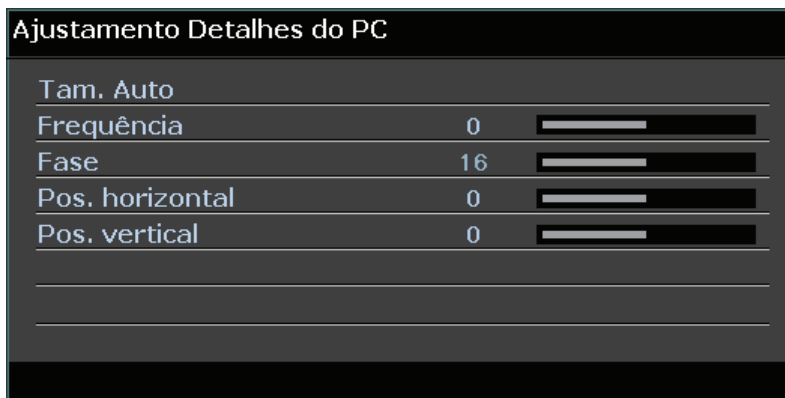 Ajustamento Detalhes do PC
Tam. Auto
Frequência 0
Fase 16
Pos. horizontal 0
Pos. vertical 0